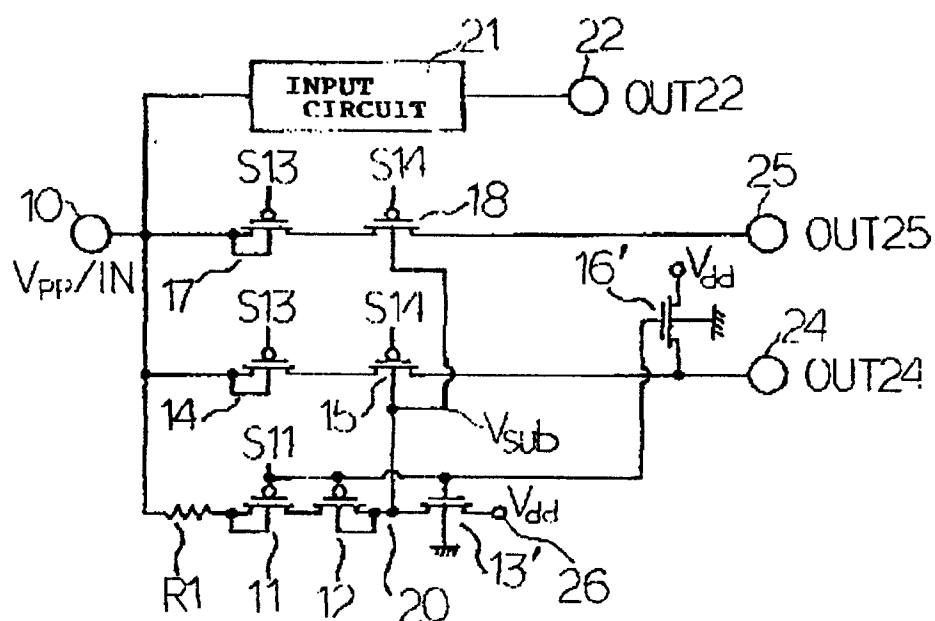 21
22
INPUT
CIRCUIT
OUT22
S13
S14
18
25
10
OUT25
VPP/IN
17
16'
Vdd
S13
S14
24
OUT24
14
15
Vsub
S11
Vdd
R1
11
12
20
13'
26